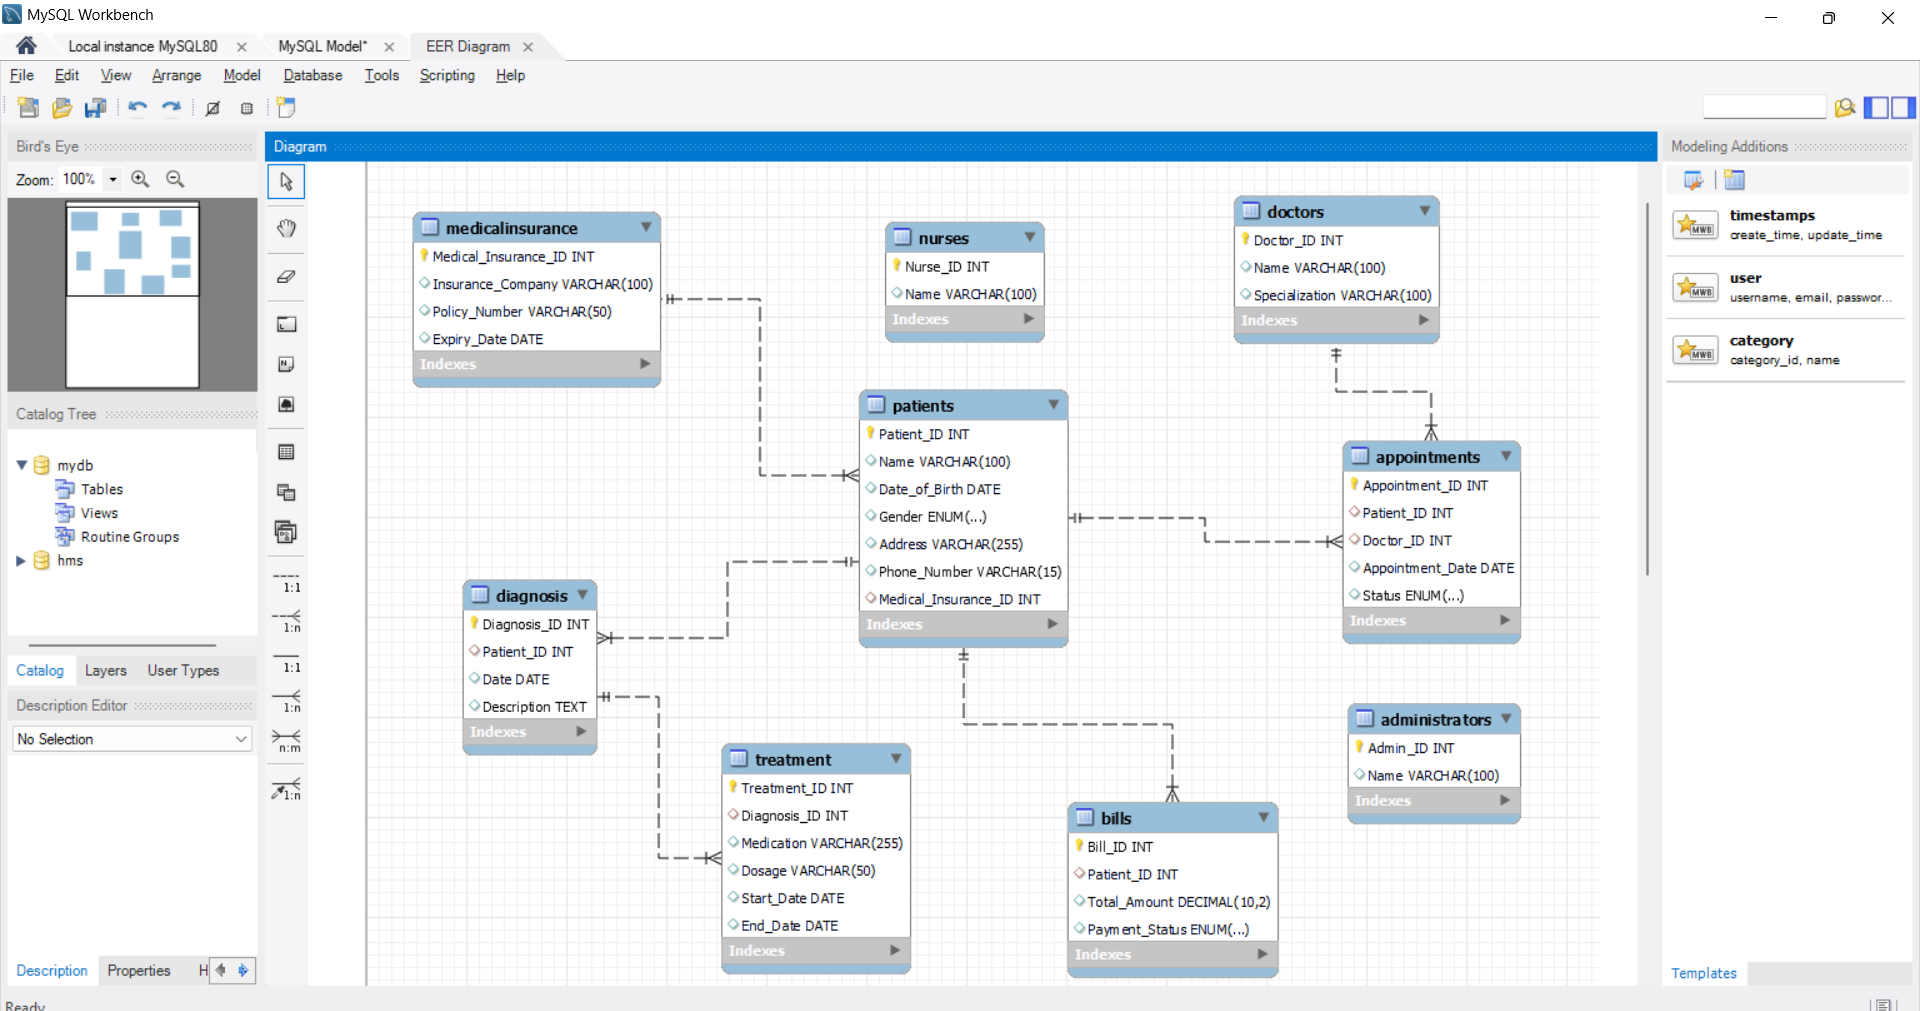 MySQL Workbench
Local instance MySQL80
MySQL Model*
EER Diagram
File Edit View Arrange Model Database Tools Scripting Help
Bird's Eye
Zoom: 100%
Catalog Tree
mydb
Tables
Views
Routine Groups
hms
Catalog Layers User Types
Description Editor
No Selection
Description Properties H
Ready
1:1
1:n
1:1
1:n
n:m
1:n
Diagram
medicalinsurance
Medical_Insurance_ID INT
Insurance_Company VARCHAR(100)
Policy_Number VARCHAR(50)
Expiry_Date DATE
Indexes
nurses
Nurse_ID INT
Name VARCHAR(100)
Indexes
doctors
Doctor_ID INT
Name VARCHAR(100)
Specialization VARCHAR(100)
Indexes
patients
Patient_ID INT
Name VARCHAR(100)
Date_of_Birth DATE
Gender ENUM(...)
Address VARCHAR(255)
Phone_Number VARCHAR(15)
Medical_Insurance_ID INT
Indexes
appointments
Appointment_ID INT
Patient_ID INT
Doctor_ID INT
Appointment_Date DATE
Status ENUM(...)
Indexes
diagnosis
Diagnosis_ID INT
Patient_ID INT
Date DATE
Description TEXT
Indexes
treatment
Treatment_ID INT
Diagnosis_ID INT
Medication VARCHAR(255)
Dosage VARCHAR(50)
Start_Date DATE
End_Date DATE
Indexes
bills
Bill_ID INT
Patient_ID INT
Total_Amount DECIMAL(10,2)
Payment_Status ENUM(...)
Indexes
administrators
Admin_ID INT
Name VARCHAR(100)
Indexes
Modeling Additions
MWB
timestamps
create_time, update_time
MWB
user
username, email, passwor...
MWB
category
category_id, name
Templates